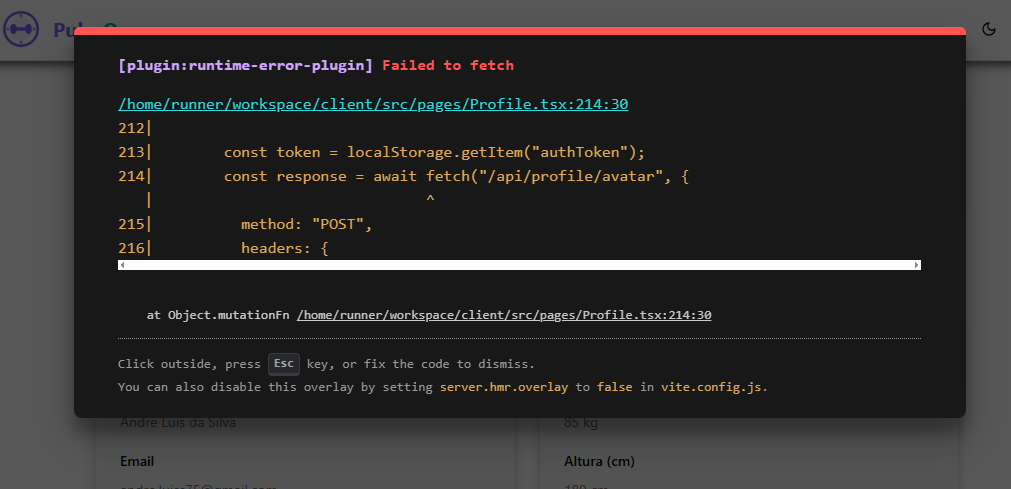 [plugin:runtime-error-plugin] Failed to fetch
/home/runner/workspace/client/src/pages/Profile.tsx:214:30
212|
213| const token = localStorage.getItem("authToken");
214| const response = await fetch("/api/profile/avatar", {
| ^
215| method: "POST",
216| headers: {
at Object.mutationFn /home/runner/workspace/client/src/pages/Profile.tsx:214:30
Click outside, press Esc key, or fix the code to dismiss.
You can also disable this overlay by setting server.hmr.overlay to false in vite.config.js.
Andre Luis da Silva
85 kg
Email
Altura (cm)